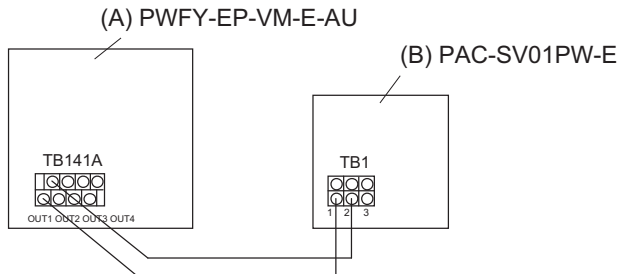 (A) PWFY-EP-VM-E-AU
(B) PAC-SV01PW-E
TB141A
OUT1 OUT2 OUT3 OUT4
TB1
1 2 3